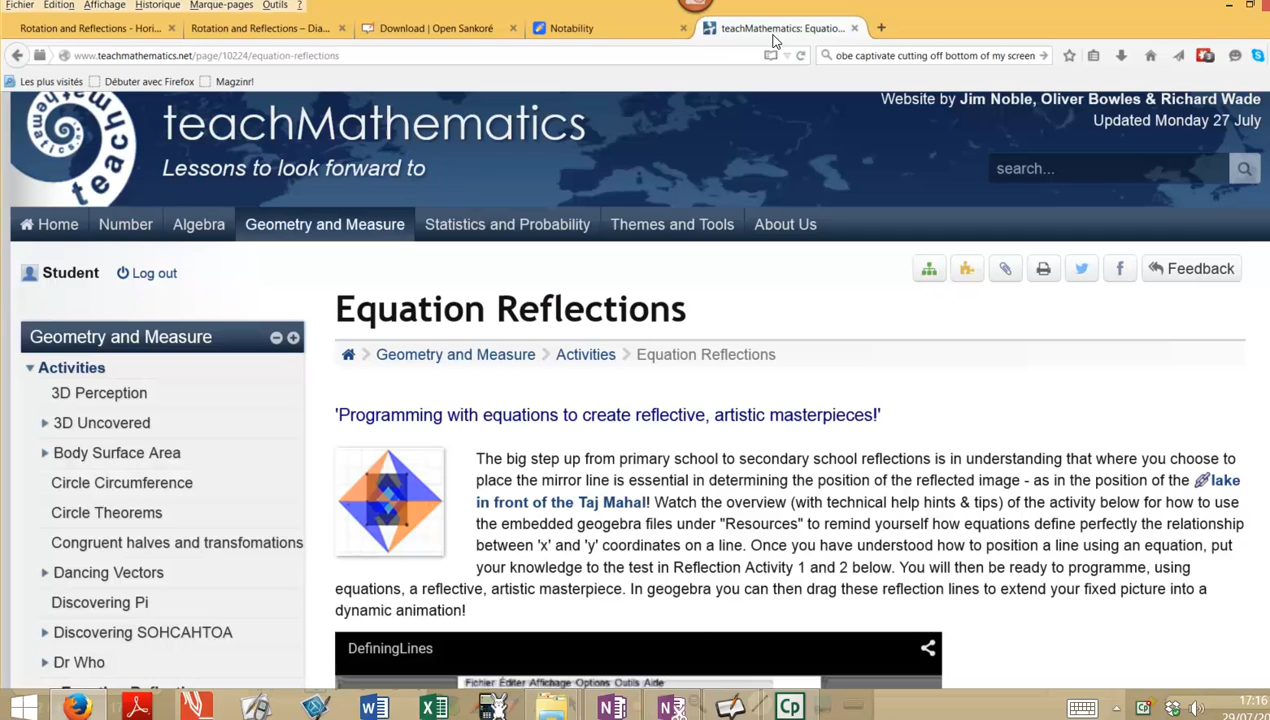 Fichier Édition Affichage Historique Marque-pages Outils ?
Rotation and Reflections - Hori... × Rotation and Reflections – Dia... × Download | Open Sankoré × Notability × teachMathematics: Equatio... × +
www.teachmathematics.net/page/10224/equation-reflections obe captivate cutting off bottom of my screen
Les plus visités Débuter avec Firefox Magzinr!
teachMathematics
Lessons to look forward to
Website by Jim Noble, Oliver Bowles & Richard Wade
Updated Monday 27 July
search...
Home Number Algebra Geometry and Measure Statistics and Probability Themes and Tools About Us
Student Log out
Feedback
Equation Reflections
Geometry and Measure Activities Equation Reflections
Geometry and Measure
Activities
3D Perception
3D Uncovered
Body Surface Area
Circle Circumference
Circle Theorems
Congruent halves and transfomations
Dancing Vectors
Discovering Pi
Discovering SOHCAHTOA
Dr Who
'Programming with equations to create reflective, artistic masterpieces!'
The big step up from primary school to secondary school reflections is in understanding that where you choose to
place the mirror line is essential in determining the position of the reflected image - as in the position of the lake
in front of the Taj Mahal! Watch the overview (with technical help hints & tips) of the activity below for how to use
the embedded geogebra files under "Resources" to remind yourself how equations define perfectly the relationship
between 'x' and 'y' coordinates on a line. Once you have understood how to position a line using an equation, put
your knowledge to the test in Reflection Activity 1 and 2 below. You will then be ready to programme, using
equations, a reflective, artistic masterpiece. In geogebra you can then drag these reflection lines to extend your fixed picture into a
dynamic animation!
DefiningLines
Fichier Éditer Affichage Options Outils Aide
17:16